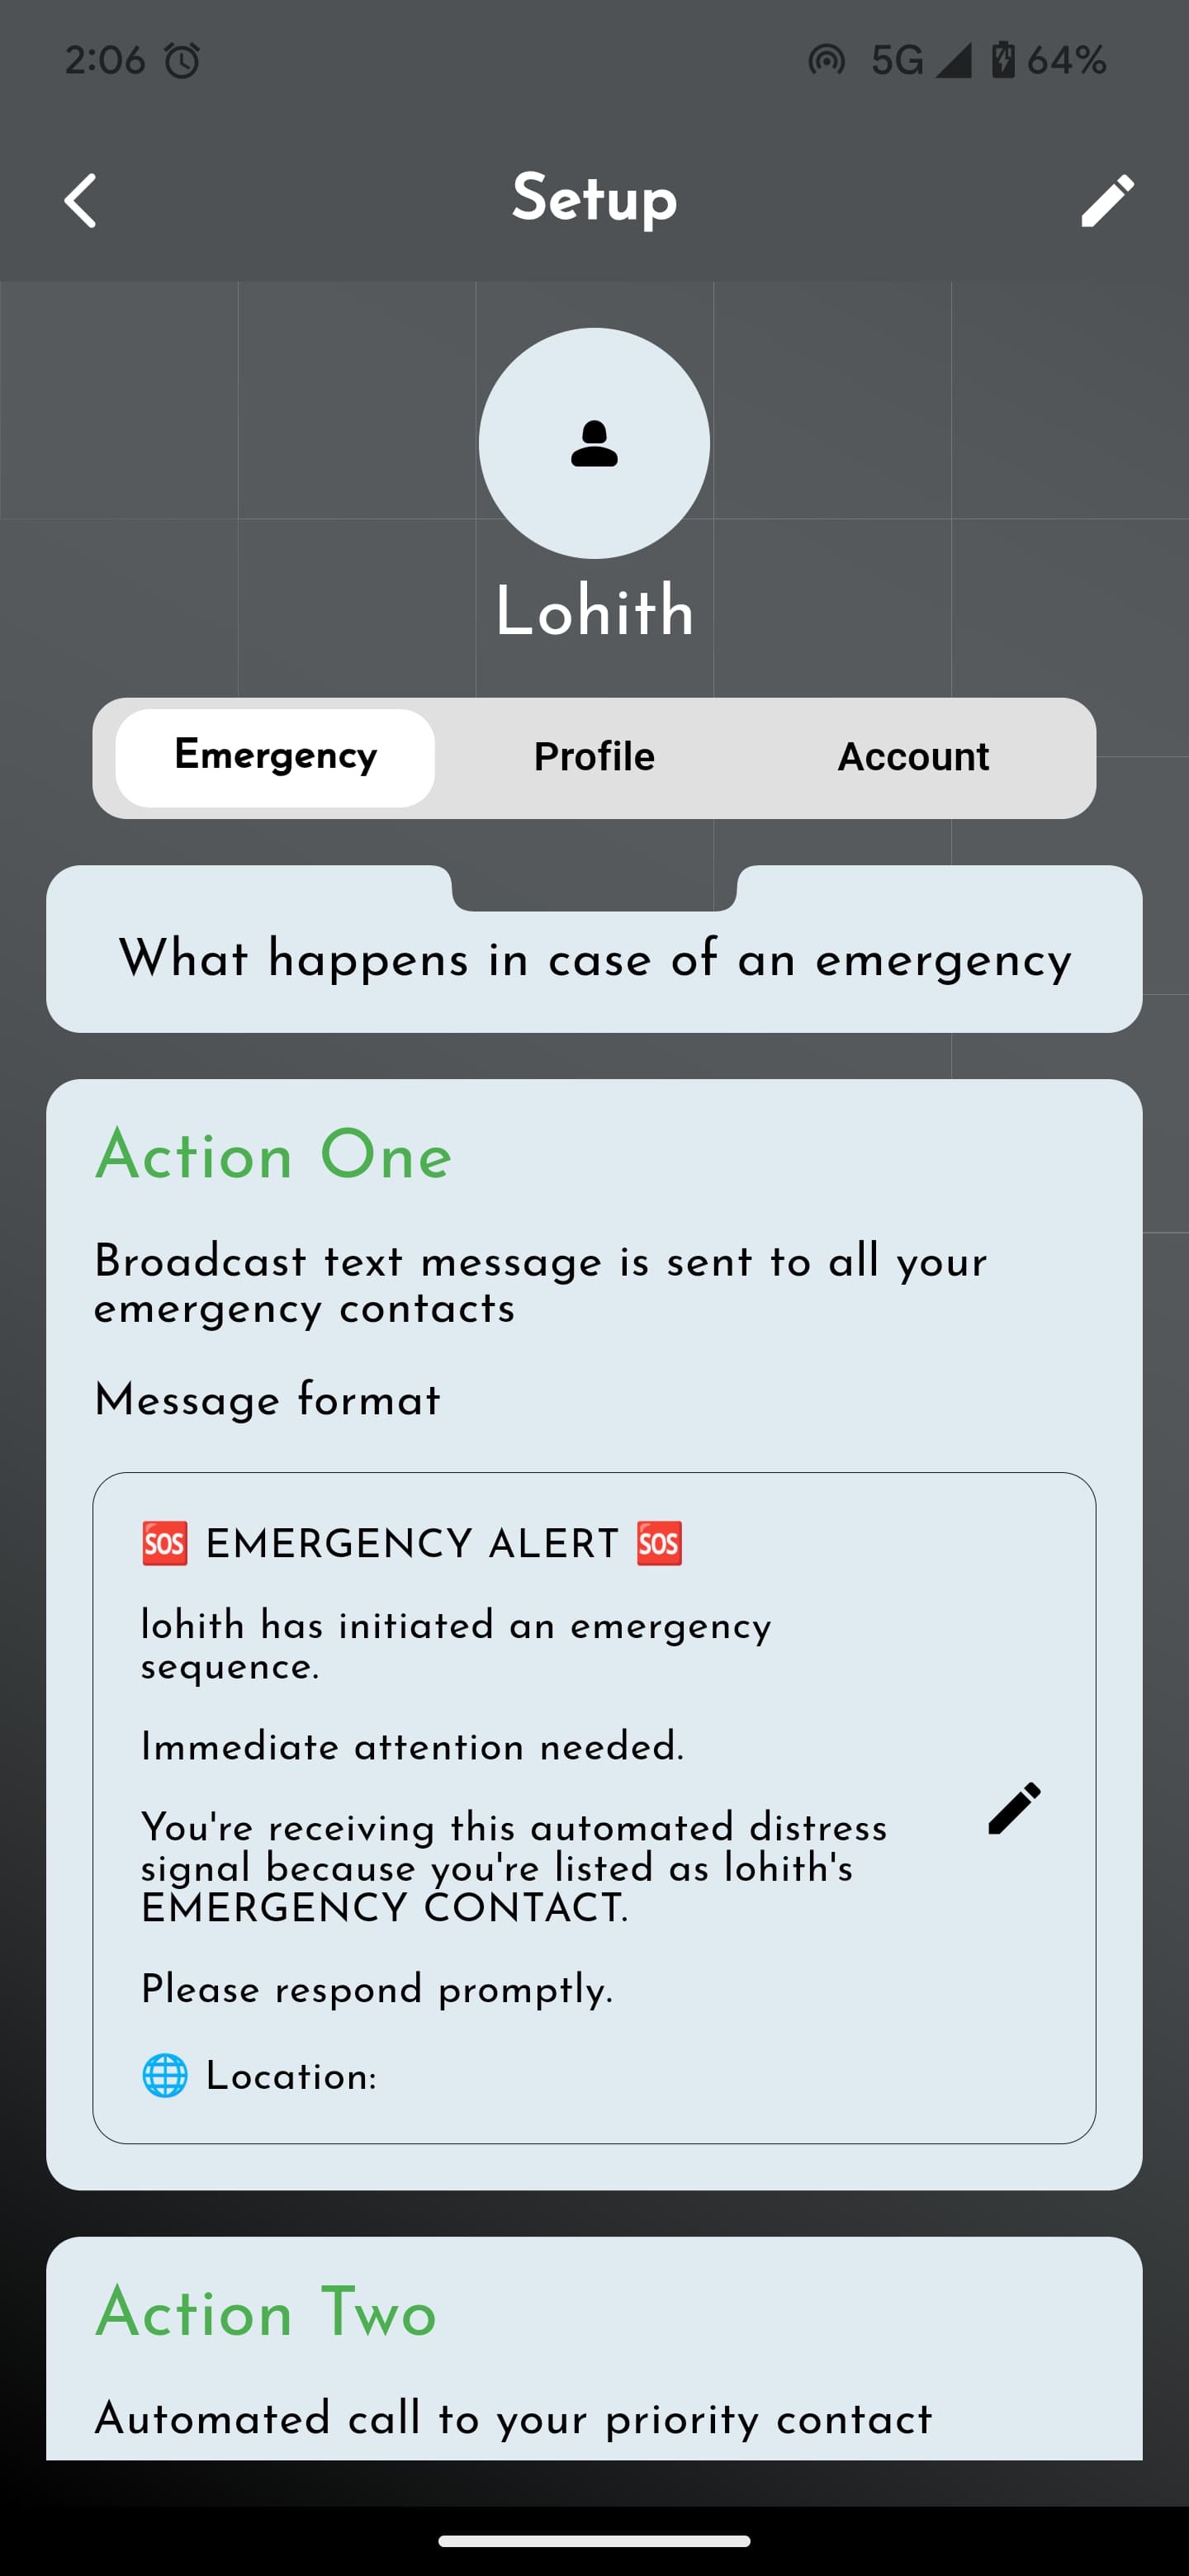 2:06 5G 64%
Setup
Lohith
Emergency Profile Account
What happens in case of an emergency
Action One
Broadcast text message is sent to all your
emergency contacts
Message format
🆘 EMERGENCY ALERT 🆘
lohith has initiated an emergency
sequence.
Immediate attention needed.
You're receiving this automated distress
signal because you're listed as lohith's
EMERGENCY CONTACT.
Please respond promptly.
🌐 Location:
Action Two
Automated call to your priority contact